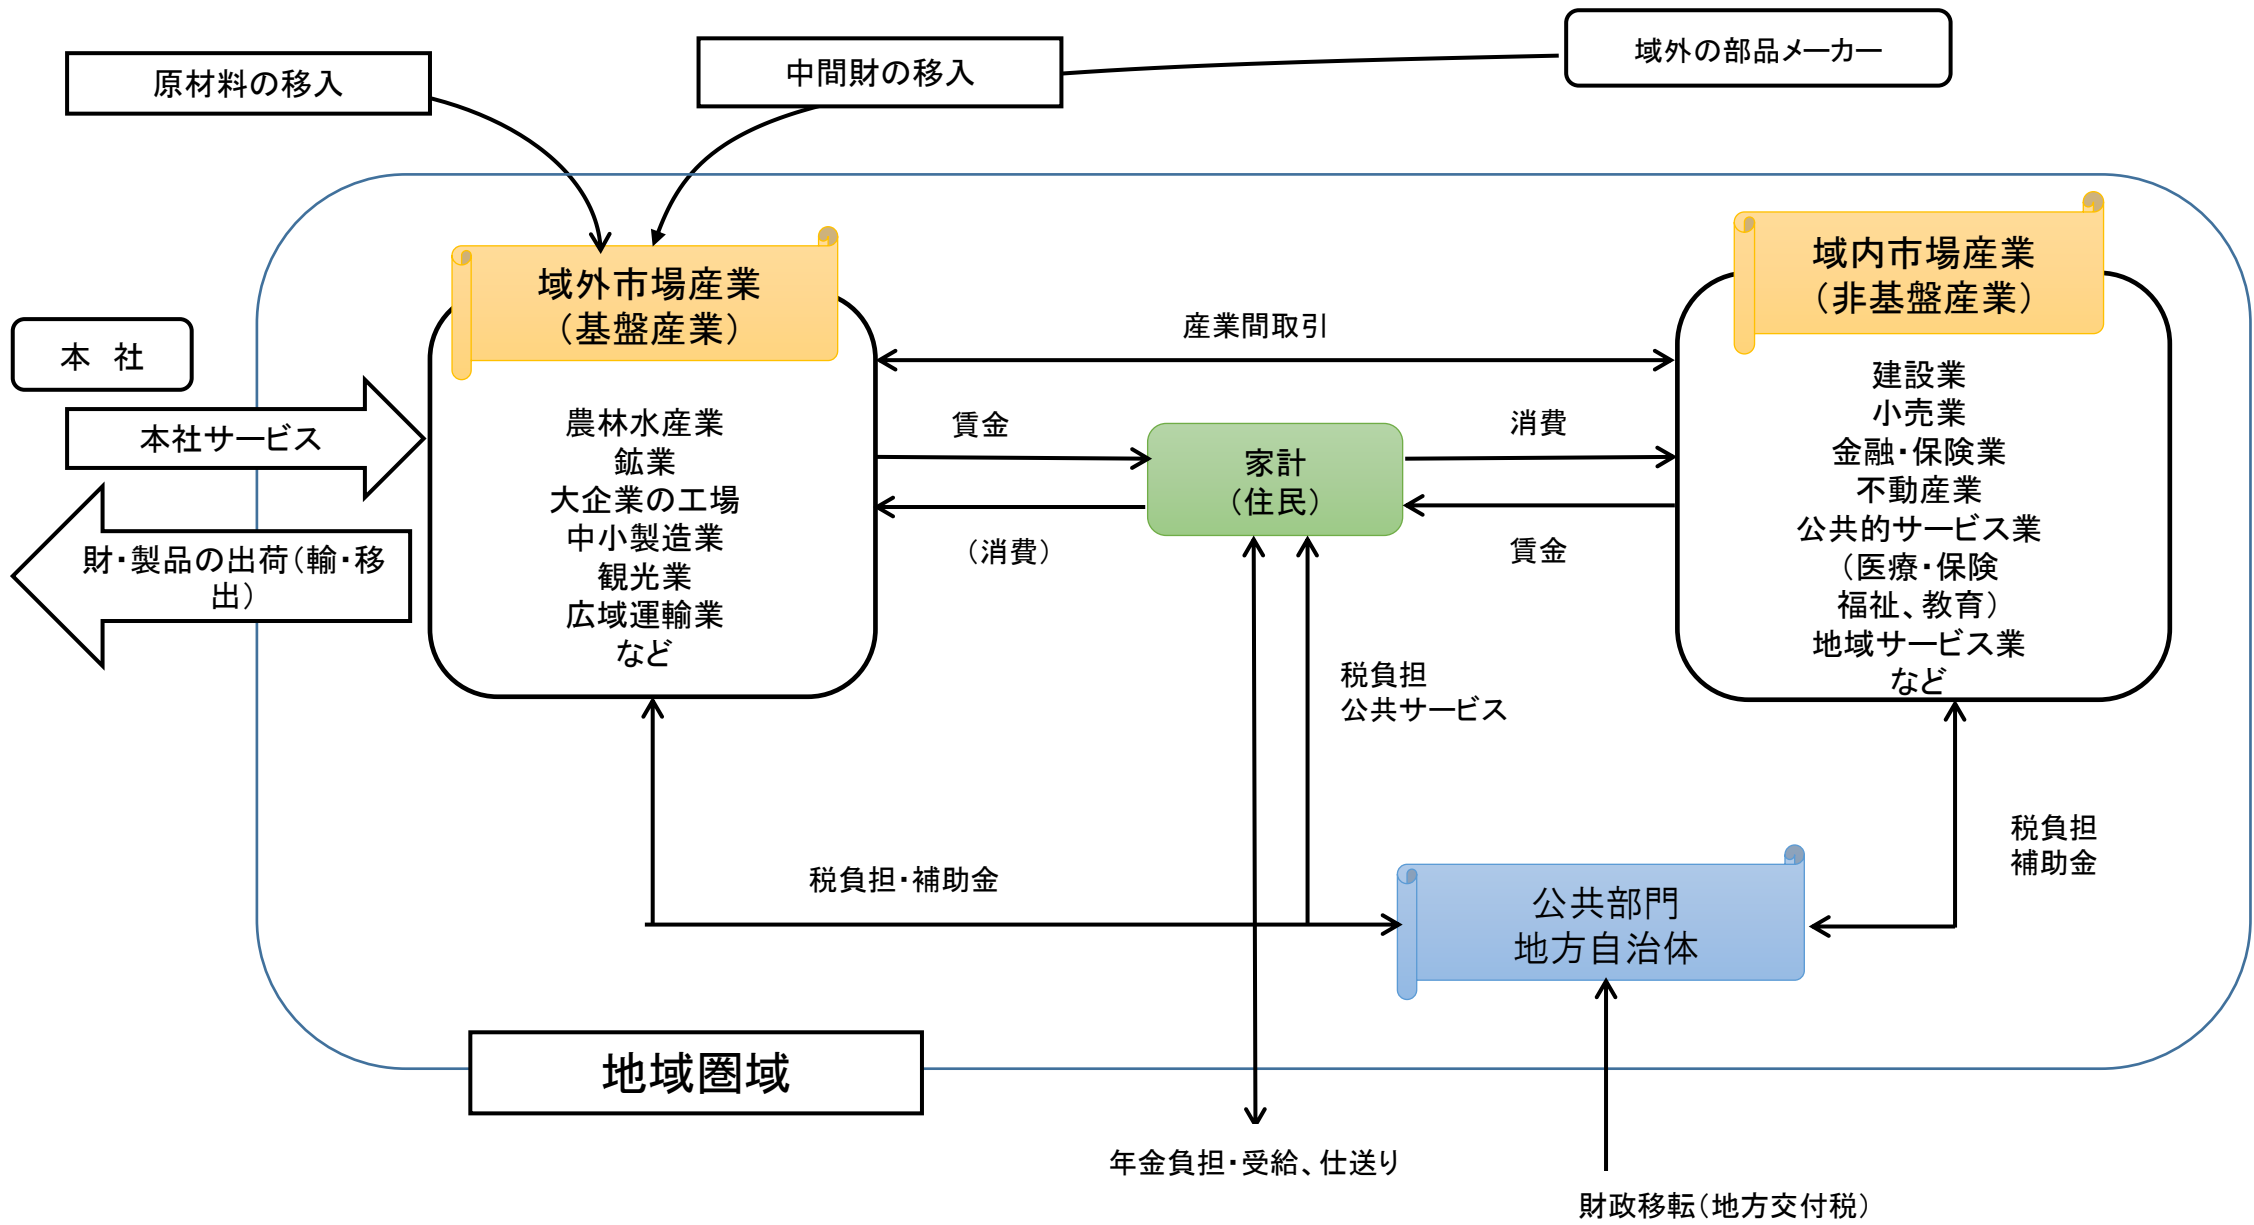 域外の部品メーカー
原材料の移入
中間財の移入
域外市場産業
（基盤産業）
域内市場産業
（非基盤産業）
本　社
本社サービス
財・製品の出荷（輸・移
出）
農林水産業
鉱業
大企業の工場
中小製造業
観光業
広域運輸業
など
産業間取引
賃金
（消費）
家計
（住民）
消費
賃金
建設業
小売業
金融・保険業
不動産業
公共的サービス業
（医療・保険
福祉、教育）
地域サービス業
など
税負担
公共サービス
税負担・補助金
税負担
補助金
公共部門
地方自治体
地域圏域
年金負担・受給、仕送り
財政移転（地方交付税）